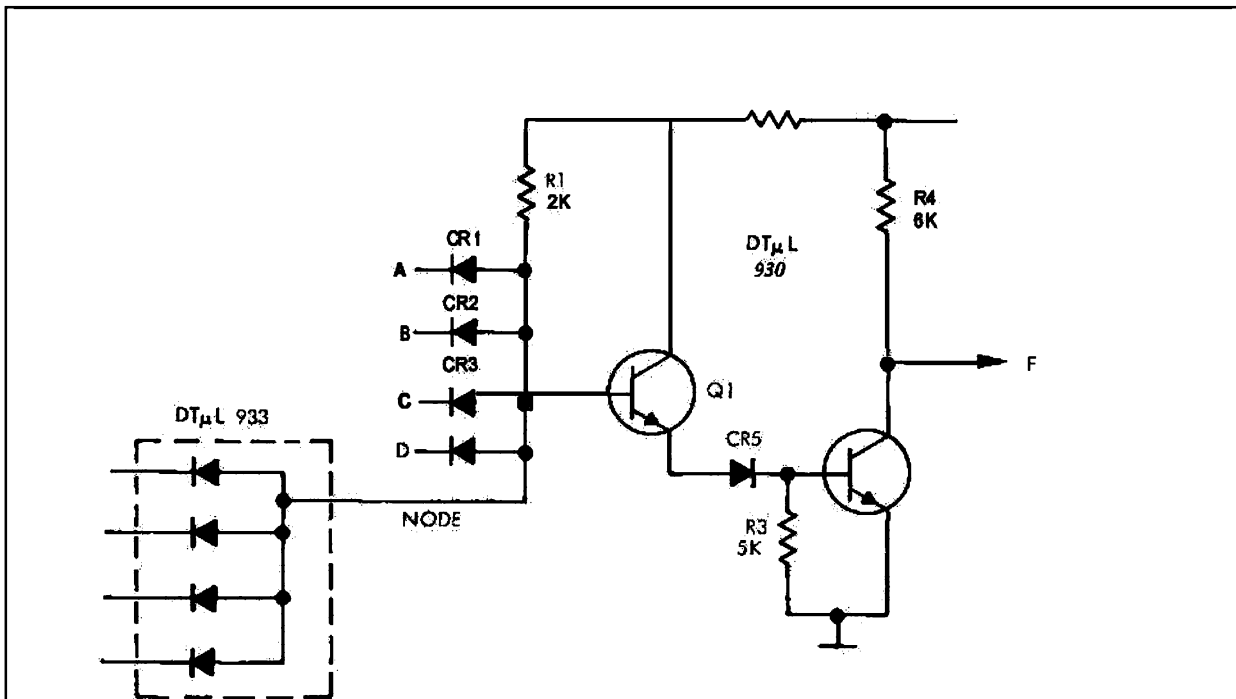 R1
2K
R4
6K
CR1
A
DTμL
930
CR2
B
CR3
C
Q1
F
DTμL 933
D
CR5
NODE
R3
5K